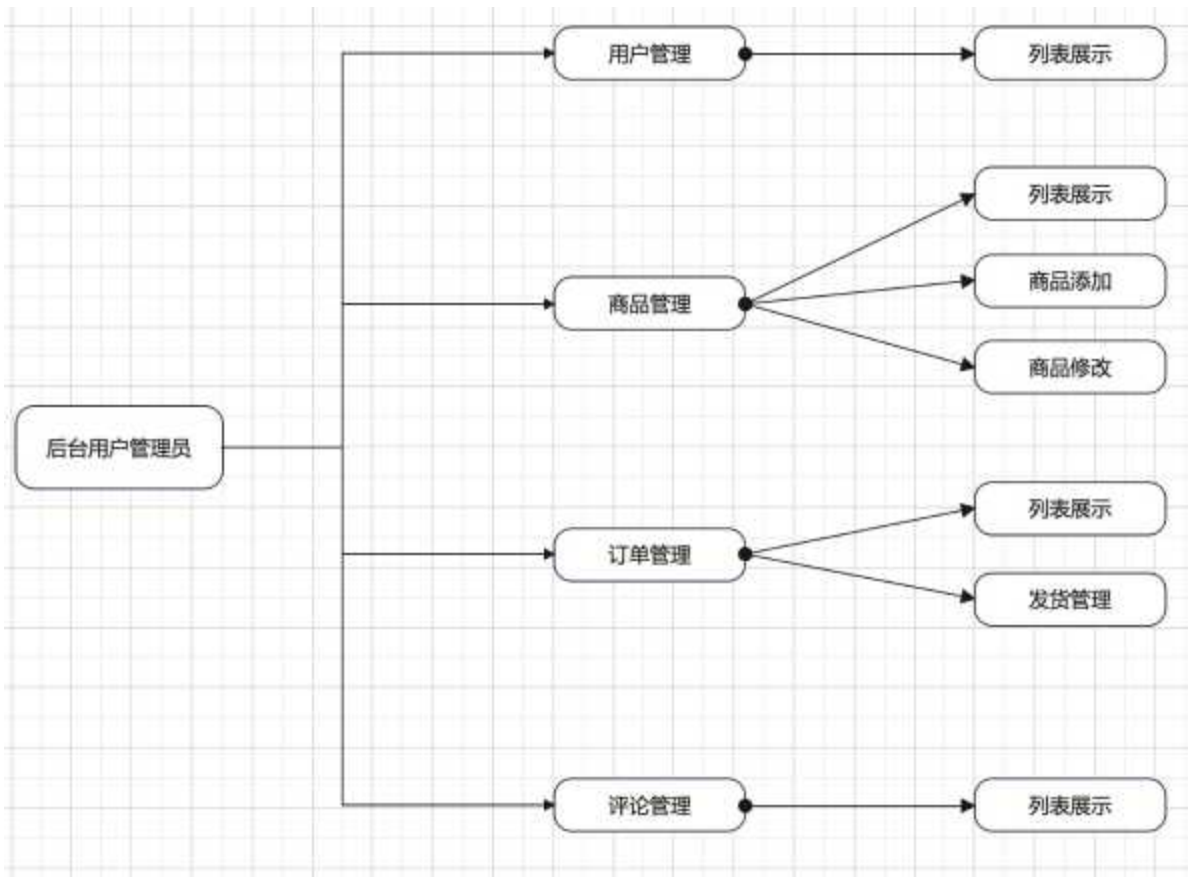 用户管理
列表展示
列表展示
商品添加
商品管理
商品修改
后台用户管理员
列表展示
订单管理
发货管理
评论管理
列表展示